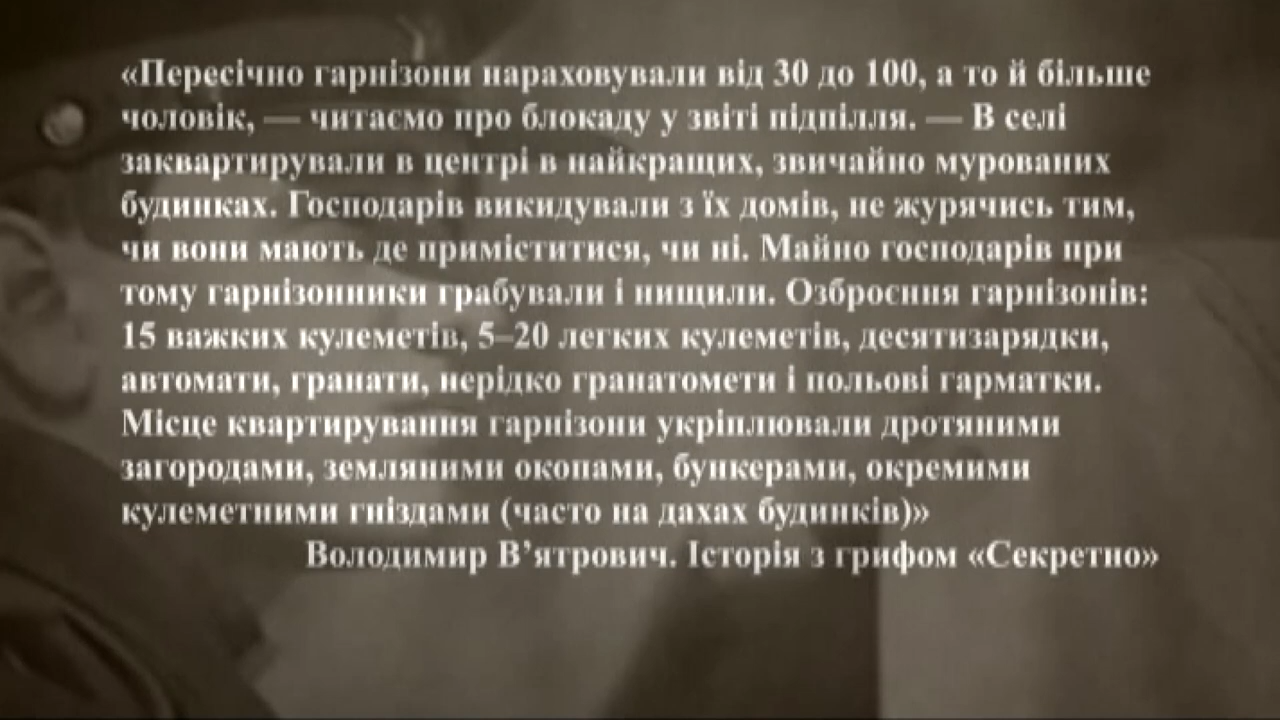 «Пересічно гарнізони нараховували від 30 до 100, а то й більше
чоловік, — читаємо про блокаду у звіті підпілля. — В селі
заквартирували в центрі в найкращих, звичайно мурованих
будинках. Господарів викидували з їх домів, не журячись тим,
чи вони мають де приміститися, чи ні. Майно господарів при
тому гарнізонники грабували і нищили. Озброєння гарнізонів:
15 важких кулеметів, 5–20 легких кулеметів, десятизарядки,
автомати, гранати, нерідко гранатомети і польові гарматки.
Місце квартирування гарнізони укріплювали дротяними
загородами, земляними окопами, бункерами, окремими
кулеметними гніздами (часто на дахах будинків)»
Володимир В’ятрович. Історія з грифом «Секретно»